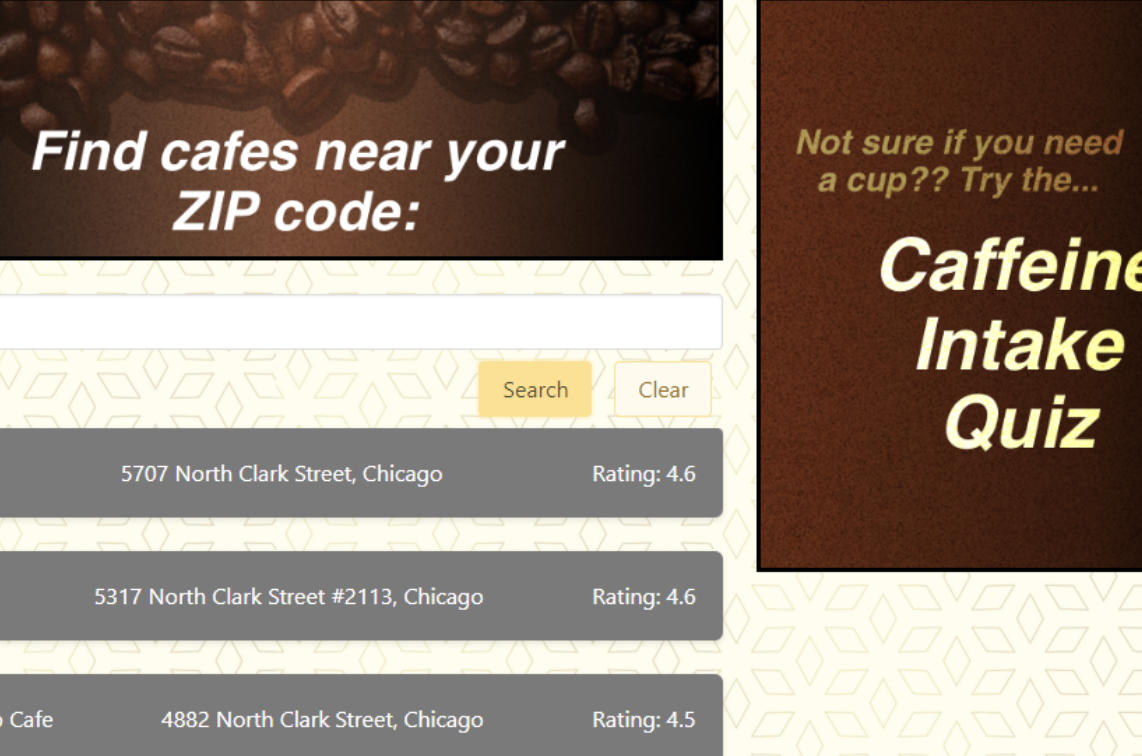 Find cafes near your
ZIP code:
Search
Clear
5707 North Clark Street, Chicago
Rating: 4.6
5317 North Clark Street #2113, Chicago
Rating: 4.6
Cafe
4882 North Clark Street, Chicago
Rating: 4.5
Not sure if you need
a cup?? Try the...
Caffeine
Intake
Quiz